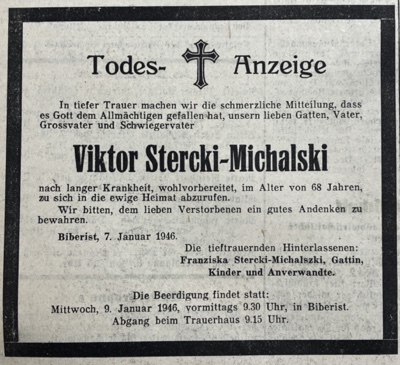 Todes- Anzeige
In tiefer Trauer machen wir die schmerzliche Mitteilung, dass
es Gott dem Allmächtigen gefallen hat, unsern lieben Gatten, Vater,
Grossvater und Schwiegervater
Viktor Stercki-Michalski
nach langer Krankheit, wohlvorbereitet, im Alter von 68 Jahren,
zu sich in die ewige Heimat abzurufen.
Wir bitten, dem lieben Verstorbenen ein gutes Andenken zu
bewahren.
Biberist, 7. Januar 1946.
Die tieftrauernden Hinterlassenen:
Franziska Stercki-Michalszki, Gattin,
Kinder und Anverwandte.
Die Beerdigung findet statt:
Mittwoch, 9. Januar 1946, vormittags 9.30 Uhr, in Biberist.
Abgang beim Trauerhaus 9.15 Uhr.